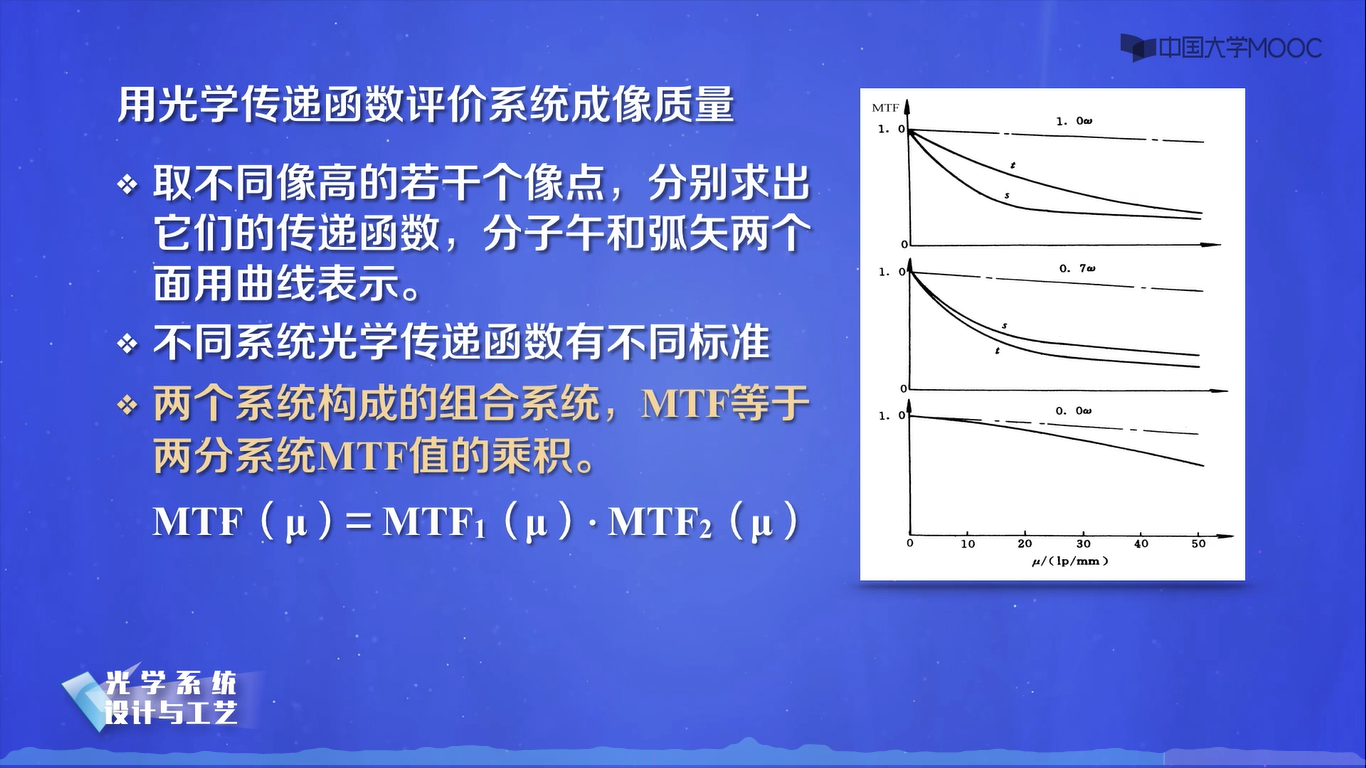 中国大学MOOC
用光学传递函数评价系统成像质量
❖ 取不同像高的若干个像点，分别求出
它们的传递函数，分子午和弧矢两个
面用曲线表示。
❖ 不同系统光学传递函数有不同标准
❖ 两个系统构成的组合系统，MTF等于
两分系统MTF值的乘积。
MTF（μ）= MTF₁（μ）· MTF₂（μ）
MTF
1. 0ω
1. 0
t
s
0
0. 7ω
1. 0
s
t
0
0. 0ω
1. 0
0 10 20 30 40 50
μ/(lp/mm)
光学系统
设计与工艺